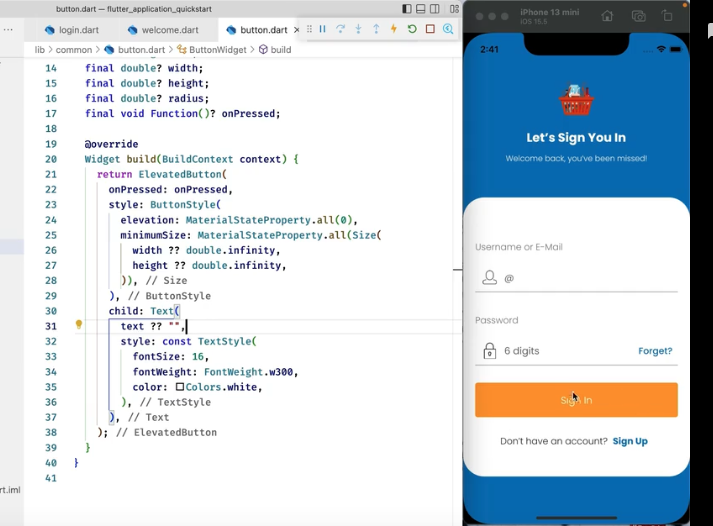 button.dart — flutter_application_quickstart
login.dart
welcome.dart
button.dart ×
lib > common > button.dart > ButtonWidget > build
14 final double? width;
15 final double? height;
16 final double? radius;
17 final void Function()? onPressed;
18
19 @override
20 Widget build(BuildContext context) {
21 return ElevatedButton(
22 onPressed: onPressed,
23 style: ButtonStyle(
24 elevation: MaterialStateProperty.all(0),
25 minimumSize: MaterialStateProperty.all(Size(
26 width ?? double.infinity,
27 height ?? double.infinity,
28 )), // Size
29 ), // ButtonStyle
30 child: Text(
31 text ?? "",
32 style: const TextStyle(
33 fontSize: 16,
34 fontWeight: FontWeight.w300,
35 color: Colors.white,
36 ), // TextStyle
37 ), // Text
38 ); // ElevatedButton
39 }
40 }
41
rt.iml
iPhone 13 mini
iOS 15.5
2:41
Let's Sign You In
Welcome back, you've been missed!
Username or E-Mail
@
Password
6 digits
Forget?
Sign In
Don't have an account? Sign Up